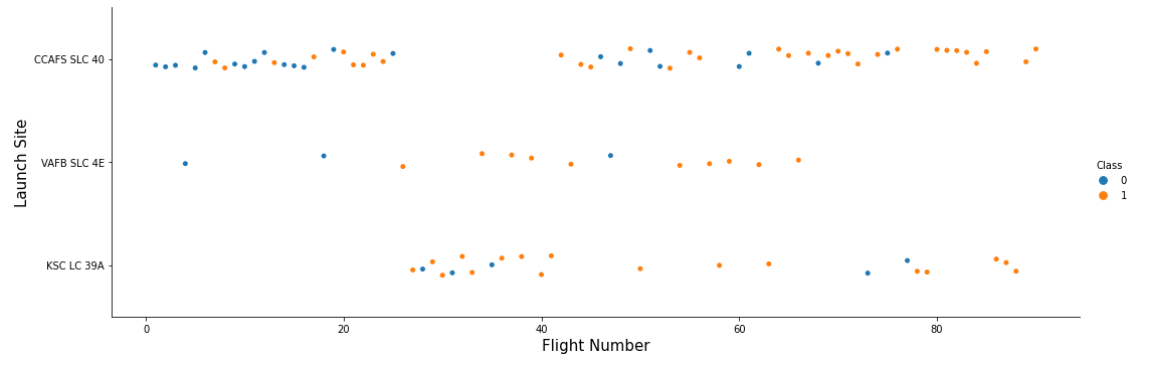 Launch Site
CCAFS SLC 40
VAFB SLC 4E
KSC LC 39A
0
20
40
60
80
Flight Number
Class
0
1